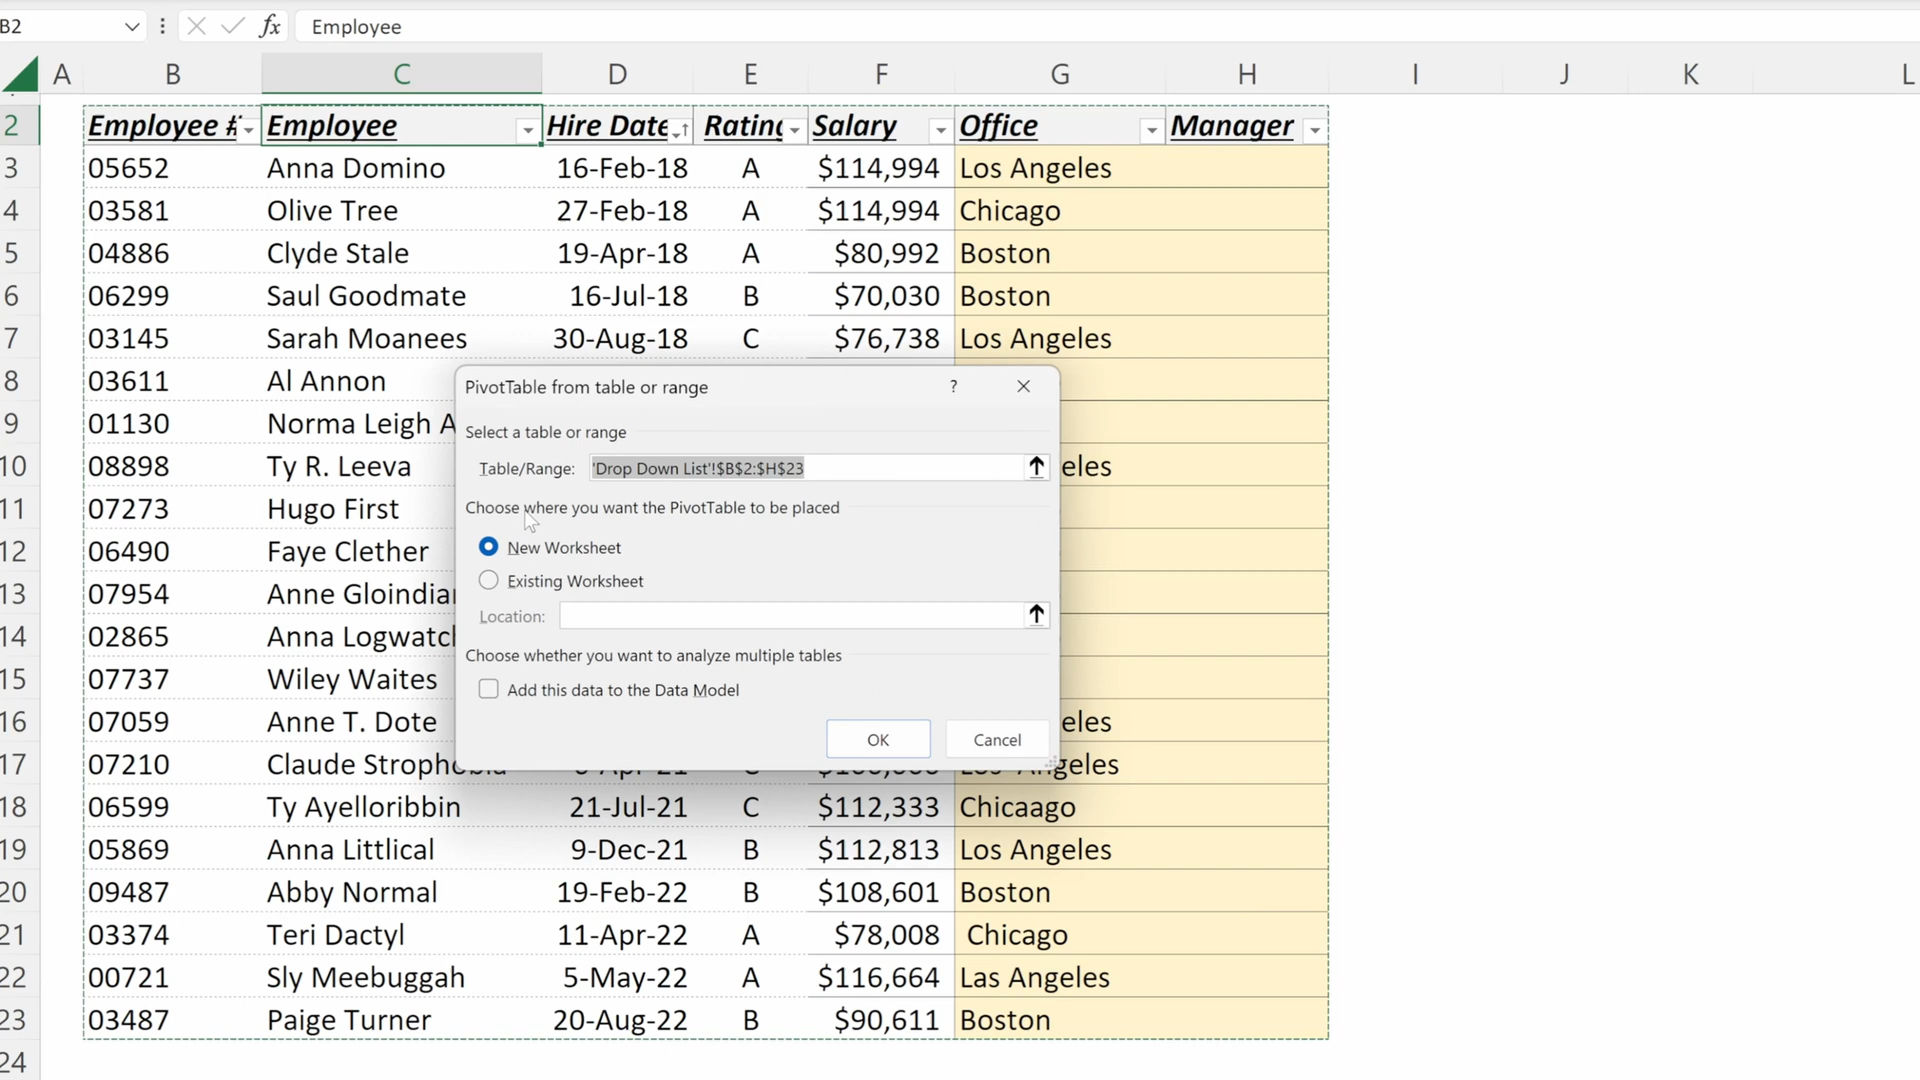 B2 fx Employee
A B C D E F G H I J K L
2 Employee # Employee Hire Date Rating Salary Office Manager
3 05652 Anna Domino 16-Feb-18 A $114,994 Los Angeles
4 03581 Olive Tree 27-Feb-18 A $114,994 Chicago
5 04886 Clyde Stale 19-Apr-18 A $80,992 Boston
6 06299 Saul Goodmate 16-Jul-18 B $70,030 Boston
7 03145 Sarah Moanees 30-Aug-18 C $76,738 Los Angeles
8 03611 Al Annon
9 01130 Norma Leigh A
10 08898 Ty R. Leeva eles
11 07273 Hugo First
12 06490 Faye Clether
13 07954 Anne Gloindian
14 02865 Anna Logwatch
15 07737 Wiley Waites
16 07059 Anne T. Dote eles
17 07210 Claude Strophobia Los Angeles
18 06599 Ty Ayelloribbin 21-Jul-21 C $112,333 Chicaago
19 05869 Anna Littlical 9-Dec-21 B $112,813 Los Angeles
20 09487 Abby Normal 19-Feb-22 B $108,601 Boston
21 03374 Teri Dactyl 11-Apr-22 A $78,008 Chicago
22 00721 Sly Meebuggah 5-May-22 A $116,664 Las Angeles
23 03487 Paige Turner 20-Aug-22 B $90,611 Boston
24
PivotTable from table or range ?
Select a table or range
Table/Range: 'Drop Down List'!$B$2:$H$23
Choose where you want the PivotTable to be placed
New Worksheet
Existing Worksheet
Location:
Choose whether you want to analyze multiple tables
Add this data to the Data Model
OK Cancel